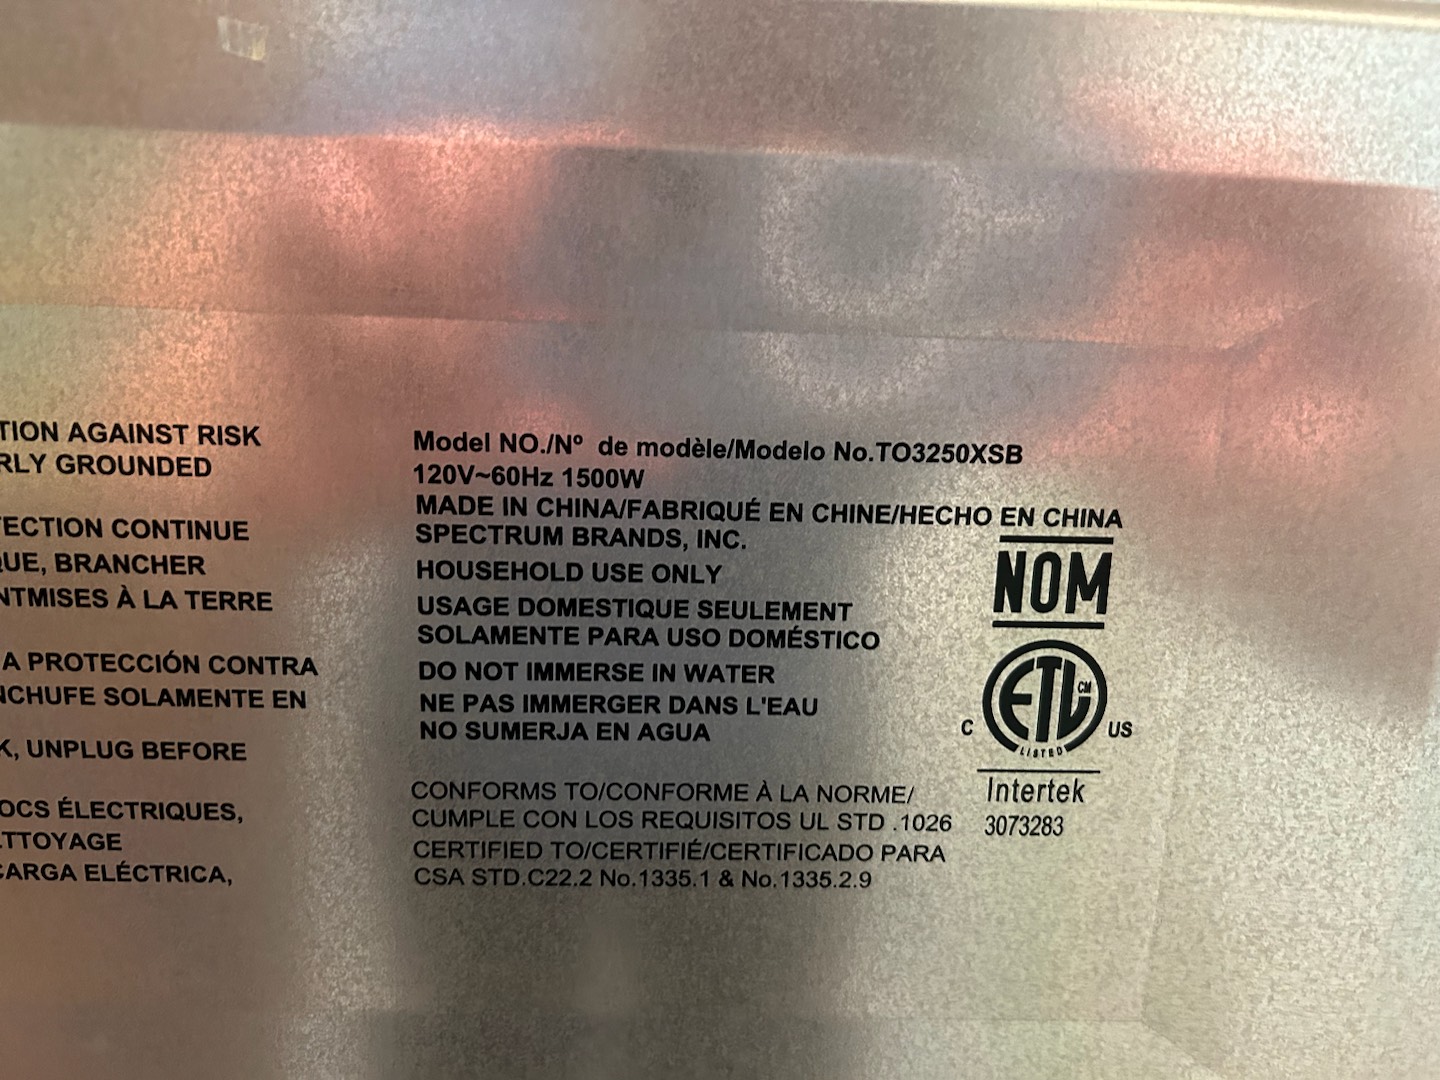 TION AGAINST RISK
RLY GROUNDED
TECTION CONTINUE
QUE, BRANCHER
NTMISES À LA TERRE
A PROTECCIÓN CONTRA
NCHUFE SOLAMENTE EN
K, UNPLUG BEFORE
OCS ÉLECTRIQUES,
ETTOYAGE
CARGA ELÉCTRICA,
Model NO./Nº de modèle/Modelo No.TO3250XSB
120V~60Hz 1500W
MADE IN CHINA/FABRIQUÉ EN CHINE/HECHO EN CHINA
SPECTRUM BRANDS, INC.
HOUSEHOLD USE ONLY
USAGE DOMESTIQUE SEULEMENT
SOLAMENTE PARA USO DOMÉSTICO
DO NOT IMMERSE IN WATER
NE PAS IMMERGER DANS L'EAU
NO SUMERJA EN AGUA
CONFORMS TO/CONFORME À LA NORME/
CUMPLE CON LOS REQUISITOS UL STD .1026
CERTIFIED TO/CERTIFIÉ/CERTIFICADO PARA
CSA STD.C22.2 No.1335.1 & No.1335.2.9
NOM
ETL CM
LISTED
C US
Intertek
3073283